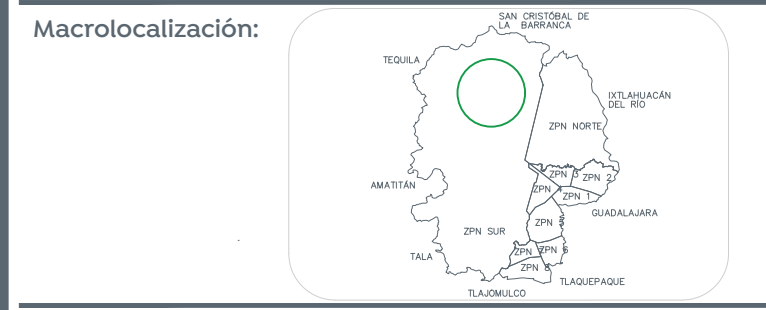 Macrolocalización:
SAN CRISTÓBAL DE
LA BARRANCA
TEQUILA
IXTLAHUACÁN
DEL RÍO
ZPN NORTE
ZPN 3
ZPN 2
AMATITÁN
ZPN 4
ZPN 1
GUADALAJARA
ZPN 5
ZPN SUR
ZPN
ZPN 6
TALA
ZPN 8
TLAQUEPAQUE
TLAJOMULCO